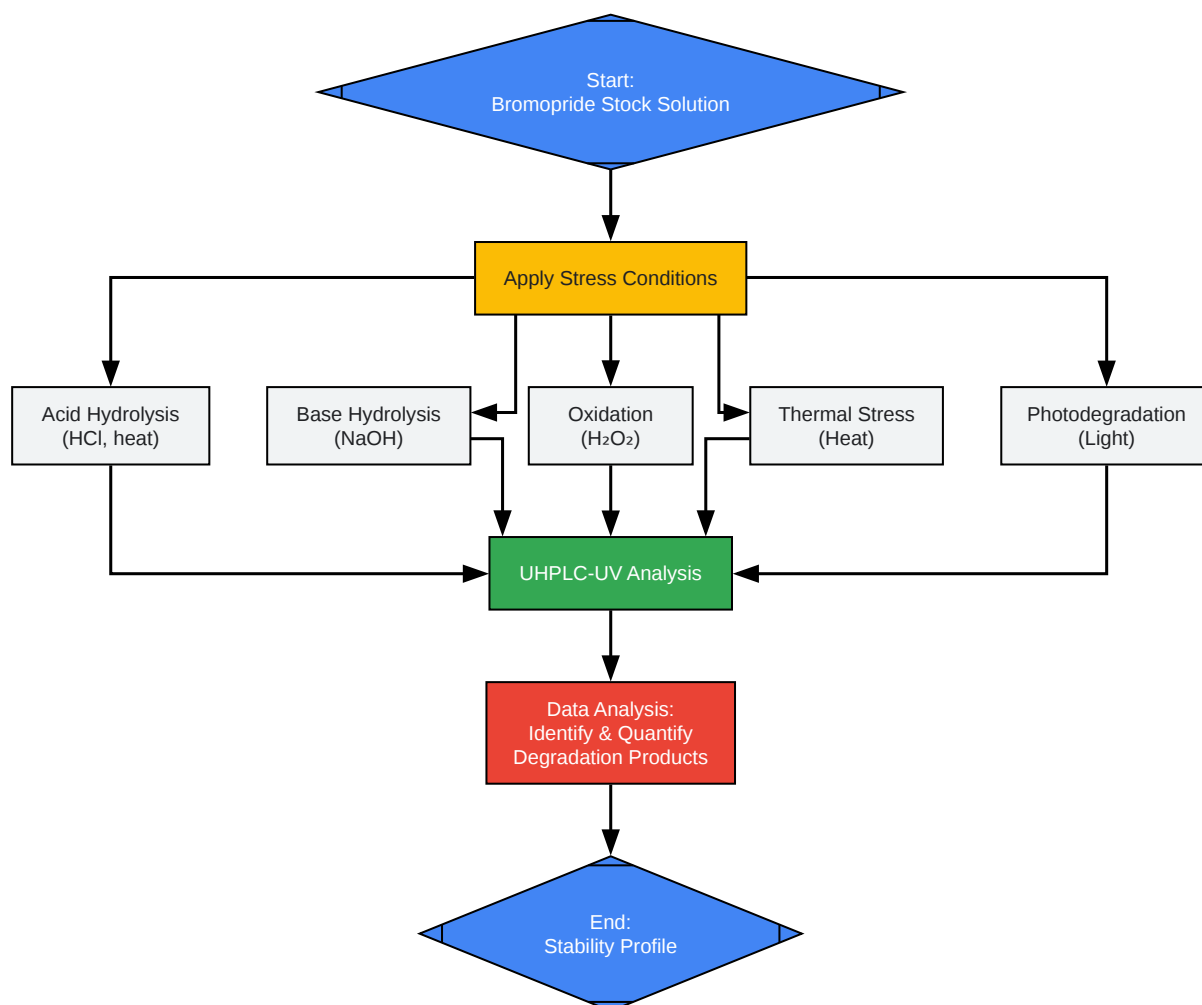 Start:
Bromopride Stock Solution
Apply Stress Conditions
Acid Hydrolysis
(HCl, heat)
Base Hydrolysis
(NaOH)
Oxidation
(H₂O₂)
Thermal Stress
(Heat)
Photodegradation
(Light)
UHPLC-UV Analysis
Data Analysis:
Identify & Quantify
Degradation Products
End:
Stability Profile